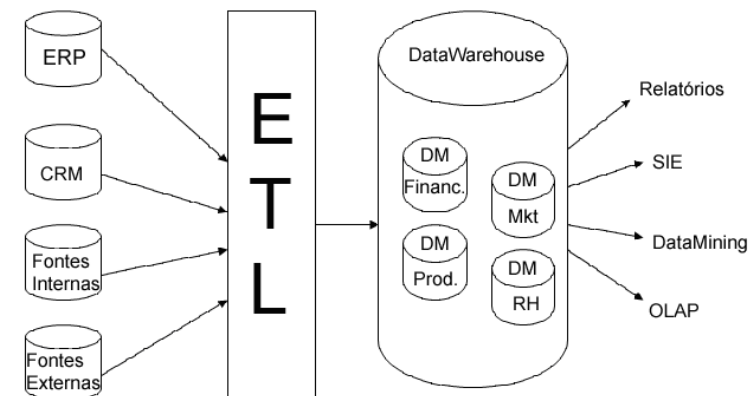 ERP
CRM
Fontes
Internas
Fontes
Externas
E
T
L
DataWarehouse
DM
Financ.
DM
Mkt
DM
Prod.
DM
RH
Relatórios
SIE
DataMining
OLAP